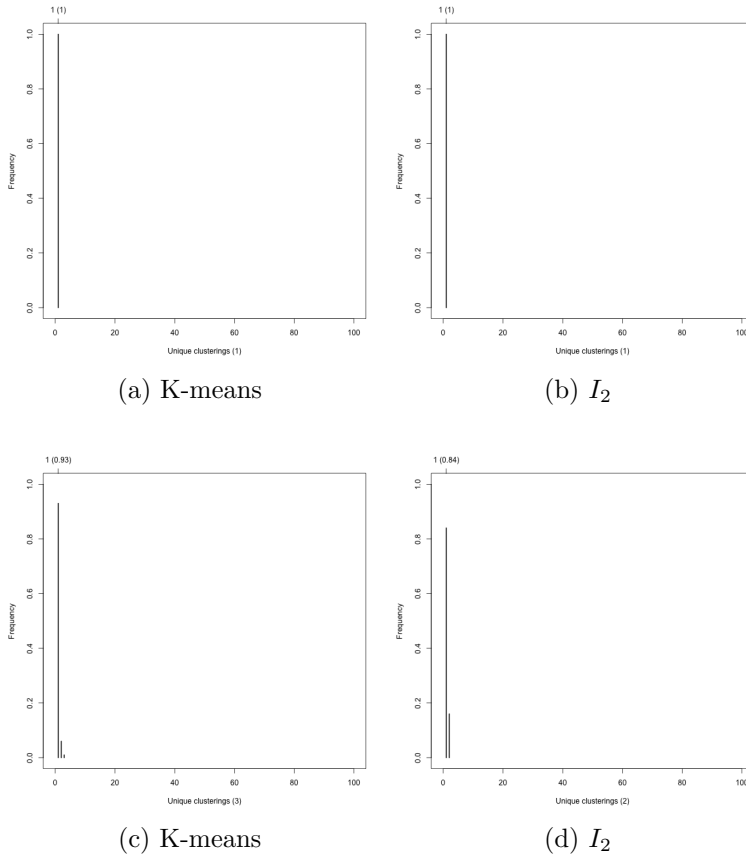 1 (1)
Frequency
1.0
0.8
0.6
0.4
0.2
0.0
0 20 40 60 80 100
Unique clusterings (1)
(a) K-means
1 (1)
Frequency
1.0
0.8
0.6
0.4
0.2
0.0
0 20 40 60 80 100
Unique clusterings (1)
(b) I₂
1 (0.93)
Frequency
1.0
0.8
0.6
0.4
0.2
0.0
0 20 40 60 80 100
Unique clusterings (3)
(c) K-means
1 (0.84)
Frequency
1.0
0.8
0.6
0.4
0.2
0.0
0 20 40 60 80 100
Unique clusterings (2)
(d) I₂